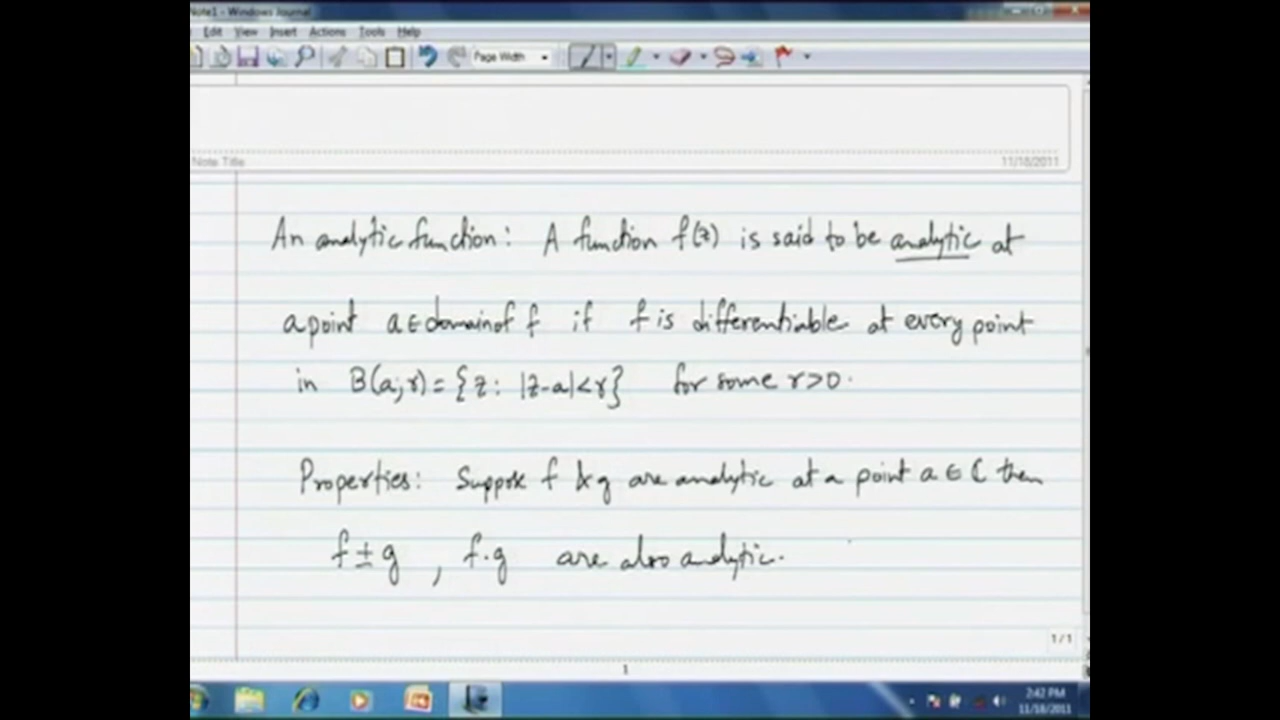 Note1 - Windows Journal
Edit View Insert Actions Tools Help
Page Width
Note Title
11/18/2011
An analytic function: A function f(z) is said to be analytic at
a point a ∈ domain of f if f is differentiable at every point
in B(a;r) = {z: |z-a|<r} for some r>0.
Properties: Suppose f & g are analytic at a point a ∈ ℂ then
f ± g , f.g are also analytic.
1/1
1
2:42 PM
11/18/2011